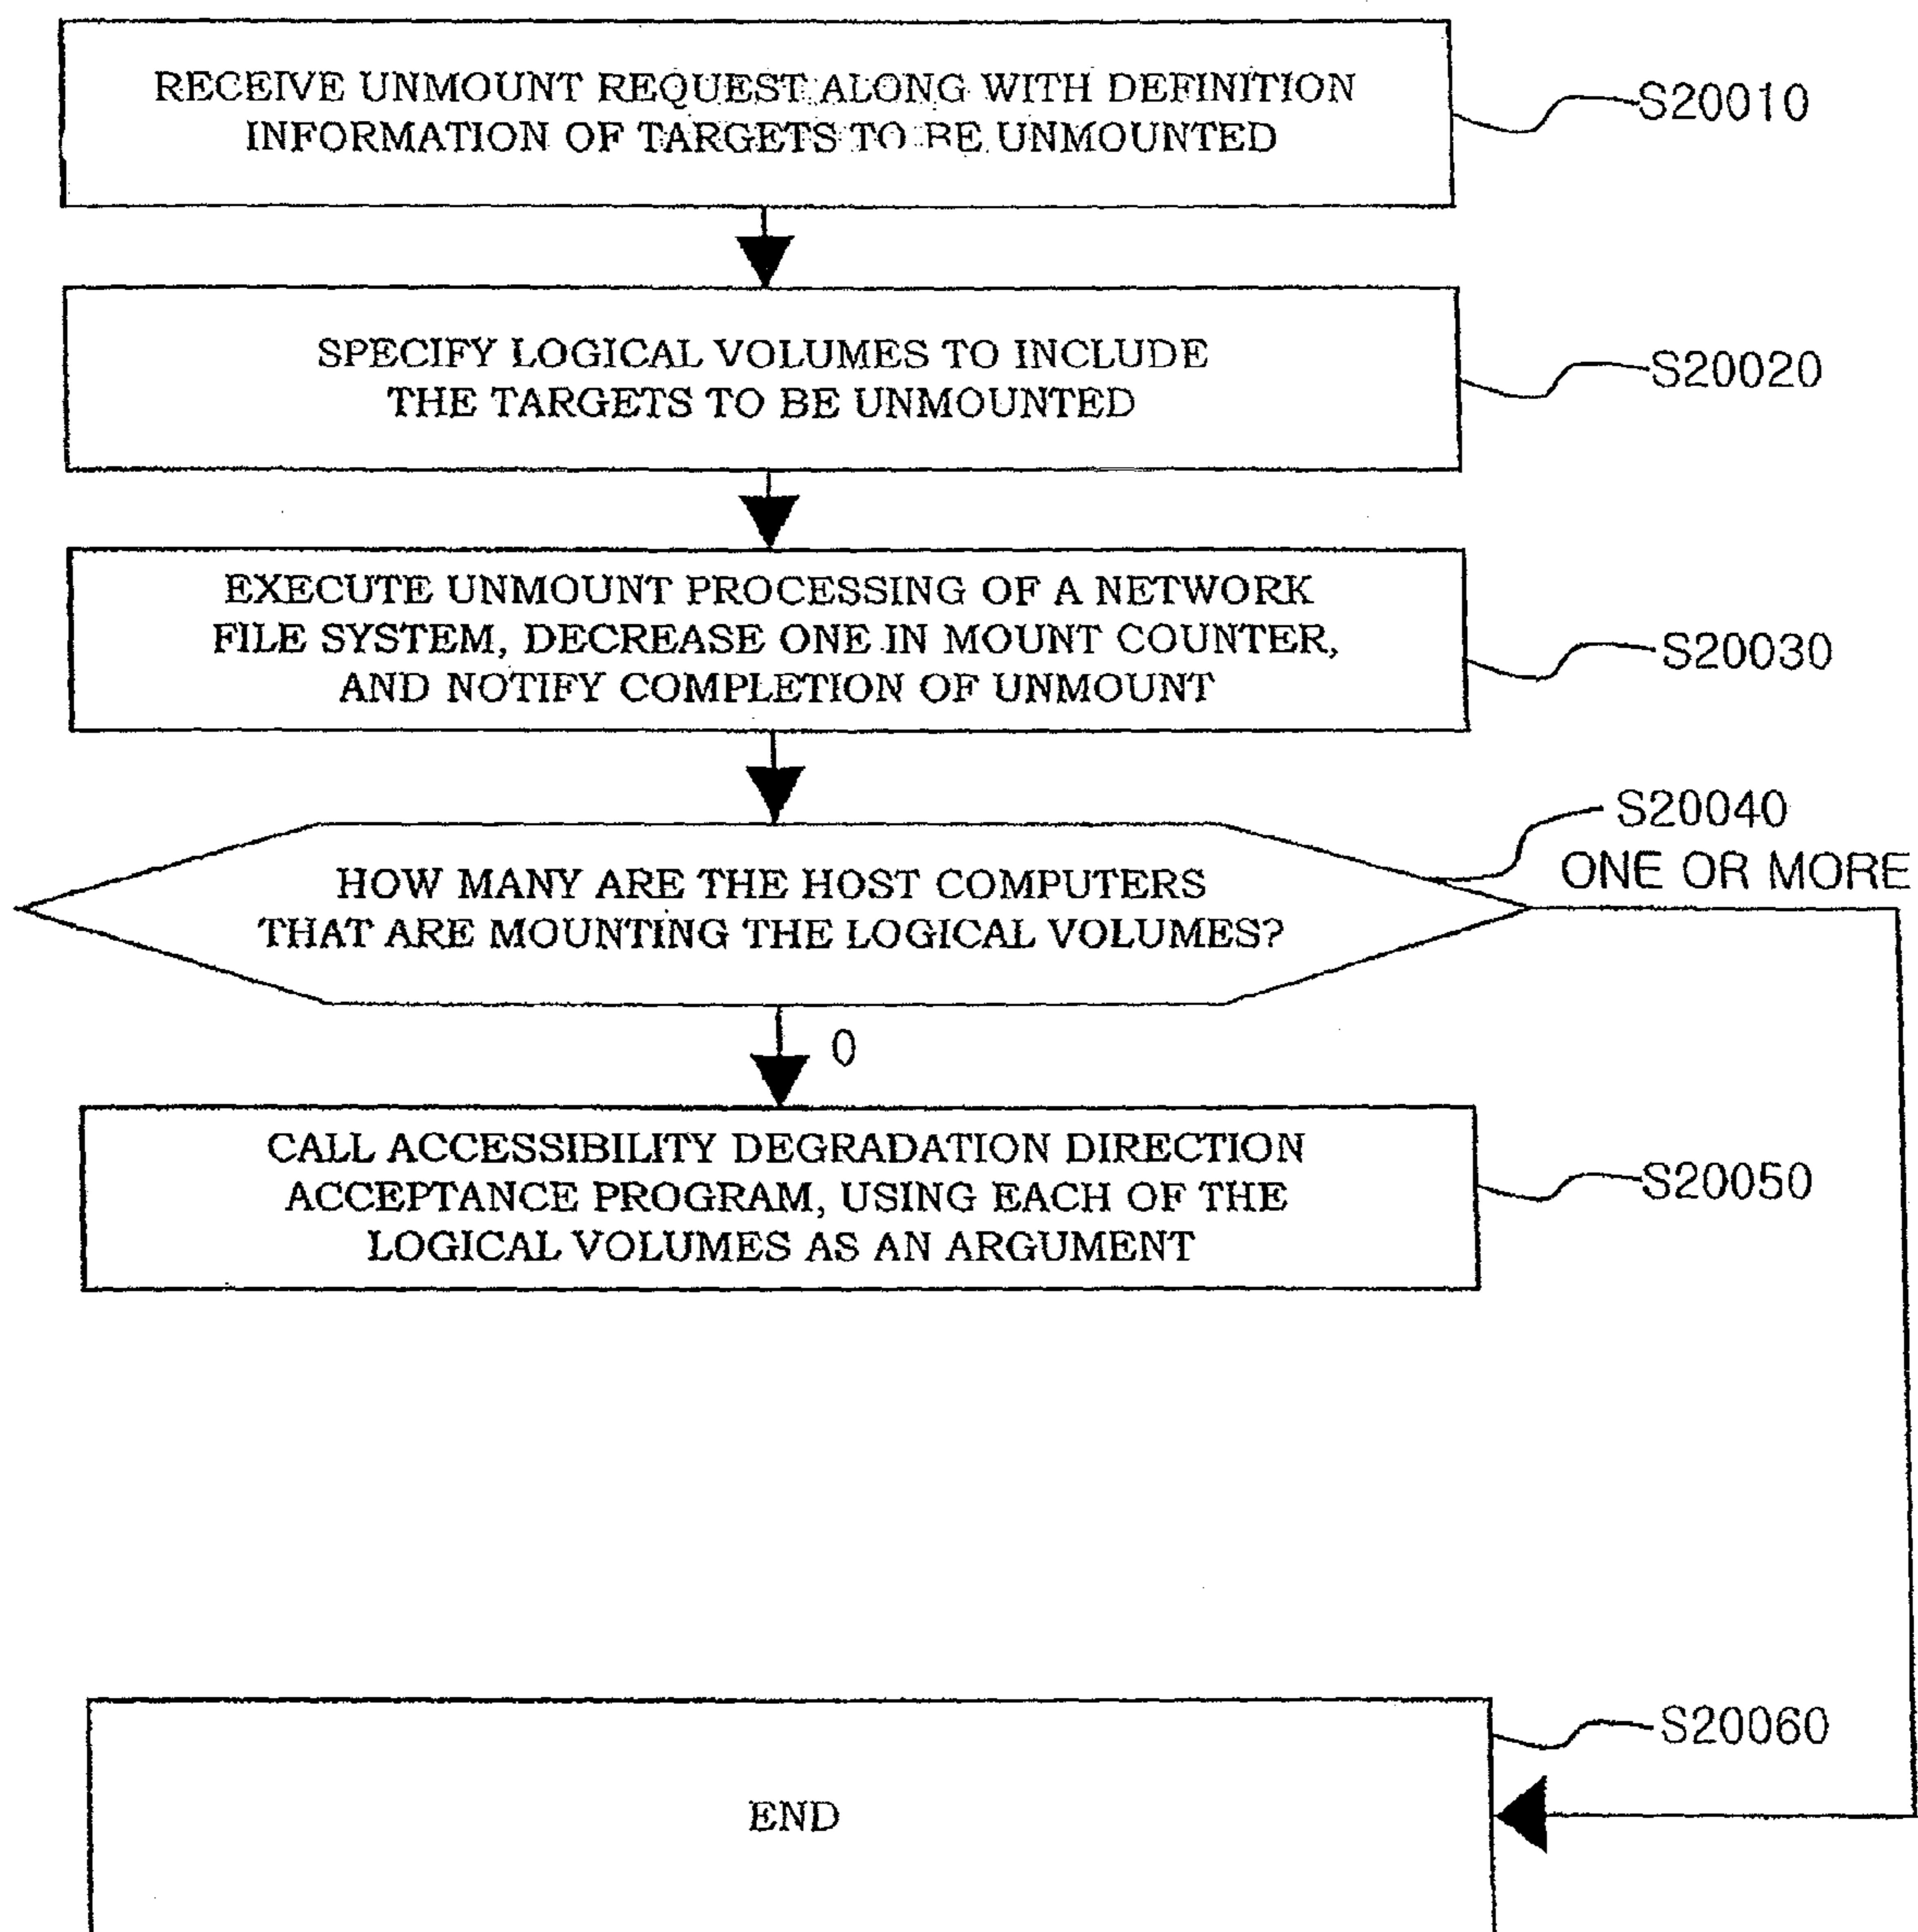 RECEIVE UNMOUNT REQUEST ALONG WITH DEFINITION
INFORMATION OF TARGETS TO BE UNMOUNTED
S20010
SPECIFY LOGICAL VOLUMES TO INCLUDE
THE TARGETS TO BE UNMOUNTED
S20020
EXECUTE UNMOUNT PROCESSING OF A NETWORK
FILE SYSTEM, DECREASE ONE IN MOUNT COUNTER,
AND NOTIFY COMPLETION OF UNMOUNT
S20030
S20040
ONE OR MORE
HOW MANY ARE THE HOST COMPUTERS
THAT ARE MOUNTING THE LOGICAL VOLUMES?
0
CALL ACCESSIBILITY DEGRADATION DIRECTION
ACCEPTANCE PROGRAM, USING EACH OF THE
LOGICAL VOLUMES AS AN ARGUMENT
S20050
S20060
END